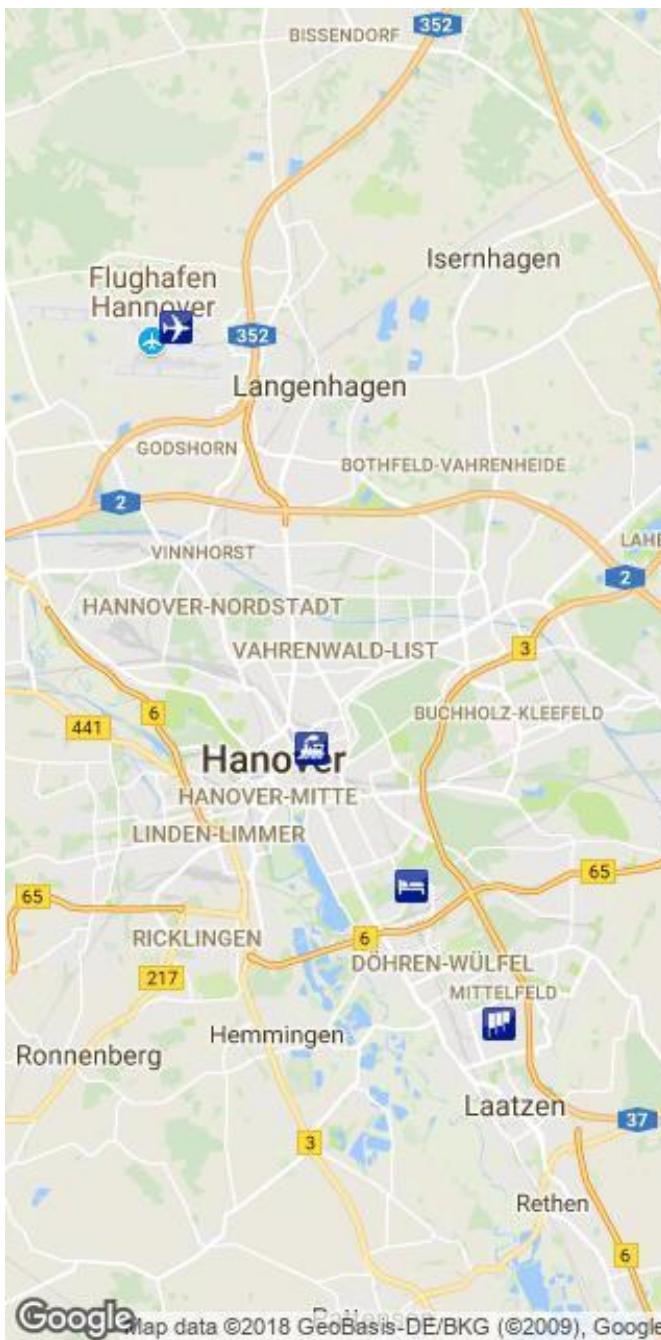 352
BISSENDORF
Isernhagen
Flughafen
Hannover
352
Langenhagen
GODSHORN
BOTHFELD-VAHRENHEIDE
2
LAHE
VINNHORST
2
HANNOVER-NORDSTADT
VAHRENWALD-LIST
3
6
BUCHHOLZ-KLEEFELD
441
Hanover
HANOVER-MITTE
LINDEN-LIMMER
65
65
RICKLINGEN
6
DÖHREN-WÜLFEL
217
MITTELFELD
Hemmingen
Ronnenberg
Laatzen
37
3
Rethen
6
Google
Map data ©2018 GeoBasis-DE/BKG (©2009), Google